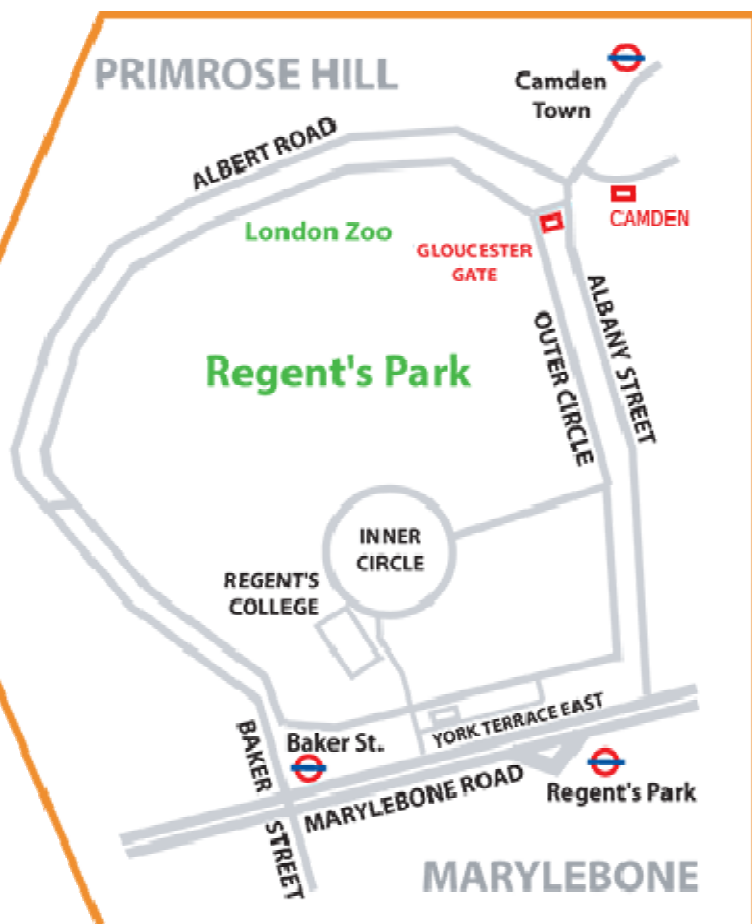 PRIMROSE HILL
Camden
Town
ALBERT ROAD
CAMDEN
London Zoo
GLOUCESTER
GATE
ALBANY STREET
OUTER CIRCLE
Regent's Park
INNER
CIRCLE
REGENT'S
COLLEGE
YORK TERRACE EAST
BAKER STREET
Baker St.
MARYLEBONE ROAD
Regent's Park
MARYLEBONE